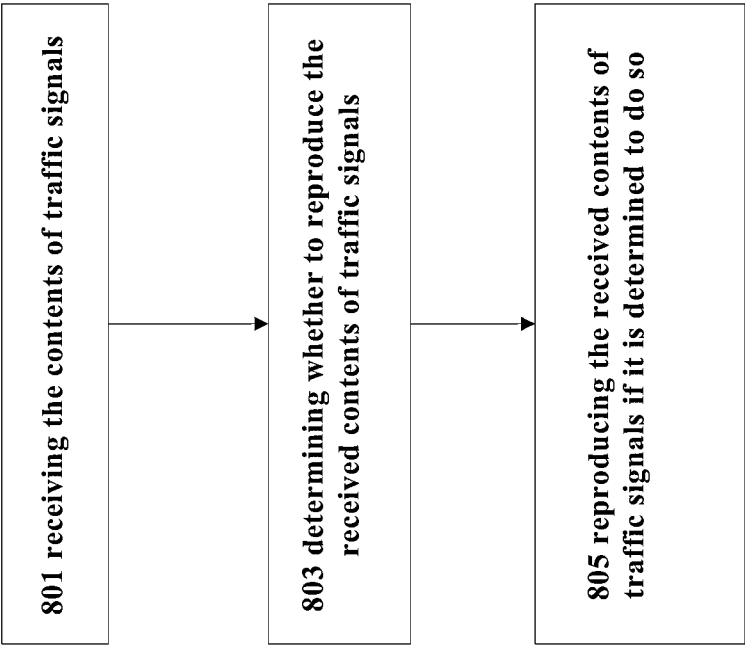 801 receiving the contents of traffic signals
803 determining whether to reproduce the
received contents of traffic signals
805 reproducing the received contents of
traffic signals if it is determined to do so